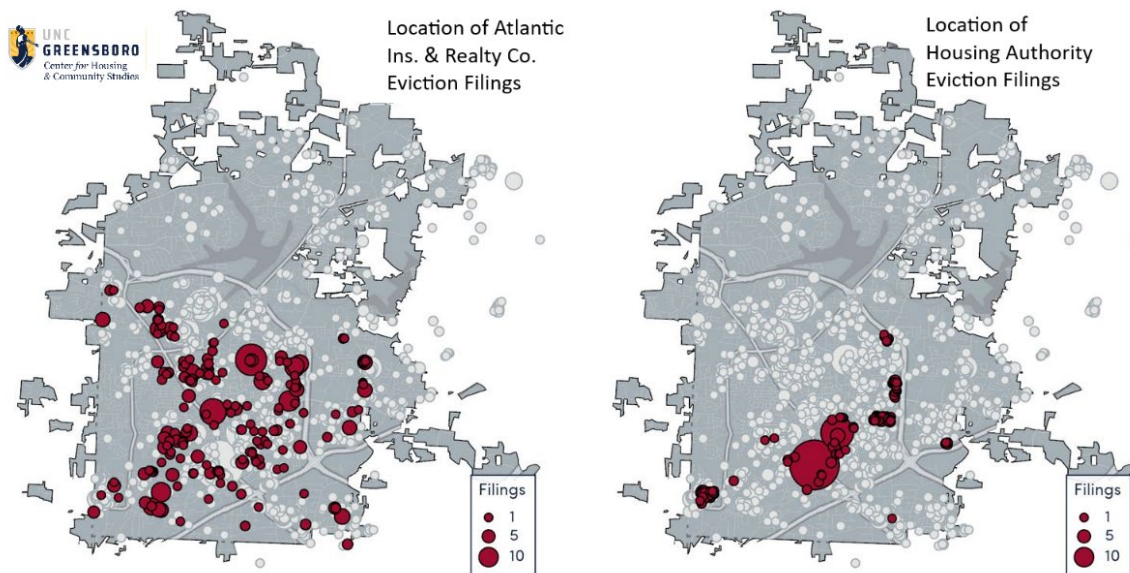 UNC
GREENSBORO
Center for Housing
& Community Studies
Location of Atlantic
Ins. & Realty Co.
Eviction Filings
Filings
1
5
10
Location of
Housing Authority
Eviction Filings
Filings
1
5
10